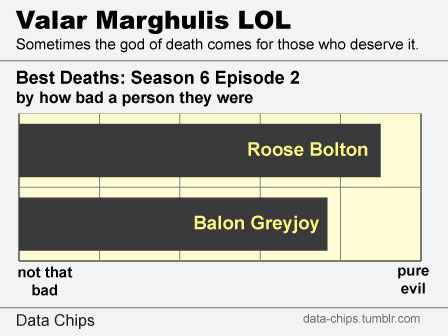 Valar Marghulis LOL
Sometimes the god of death comes for those who deserve it.
Best Deaths: Season 6 Episode 2
by how bad a person they were
Roose Bolton
Balon Greyjoy
not that
bad
pure
evil
Data Chips
data-chips.tumblr.com